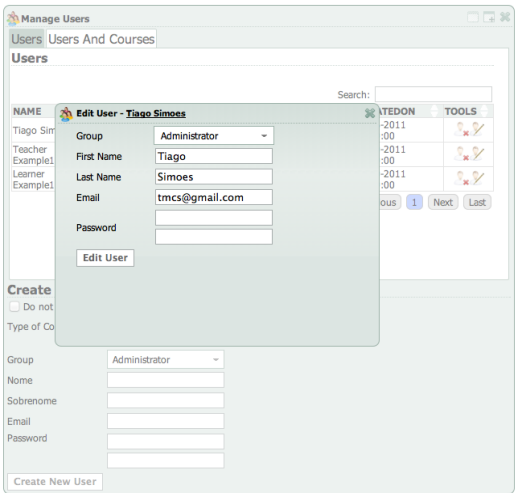 Manage Users
Users Users And Courses
Users
Search:
NAME ATEDON TOOLS
Tiago Sim -2011
:00
Teacher
Example1 -2011
:00
Learner
Example1 -2011
:00
ous 1 Next Last
Edit User - Tiago Simoes
Group Administrator
First Name Tiago
Last Name Simoes
Email tmcs@gmail.com
Password
Edit User
Create
Do not
Type of Co
Group Administrator
Nome
Sobrenome
Email
Password
Create New User